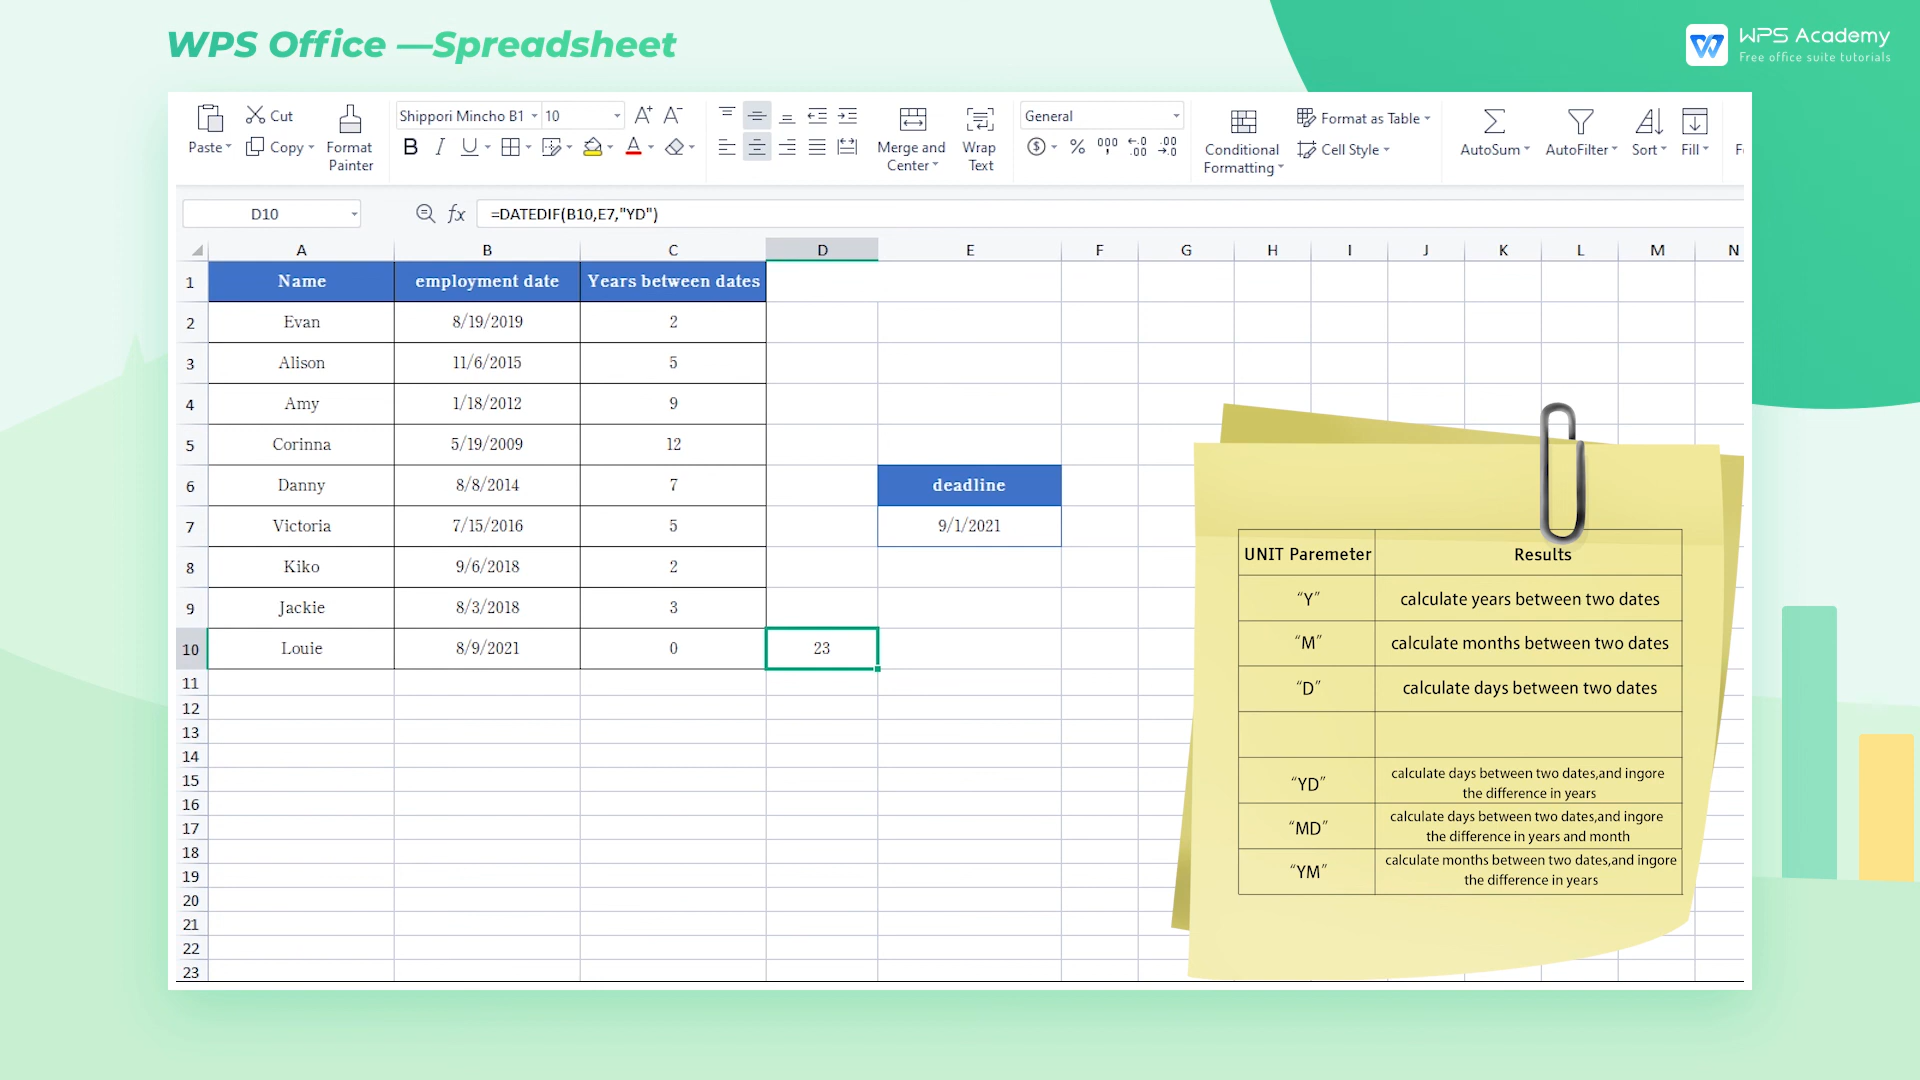 WPS Office —Spreadsheet
WPS Academy
Free office suite tutorials
Paste Cut Copy Format Painter
Shippori Mincho B1 10 A+ A-
B I U A
Merge and Center Wrap Text
General
$ % 000 .00 .00
Conditional Formatting Format as Table Cell Style
AutoSum AutoFilter Sort Fill
D10 fx =DATEDIF(B10,E7,"YD")
A B C D E F G H I J K L M N
1 Name employment date Years between dates
2 Evan 8/19/2019 2
3 Alison 11/6/2015 5
4 Amy 1/18/2012 9
5 Corinna 5/19/2009 12
6 Danny 8/8/2014 7 deadline
7 Victoria 7/15/2016 5 9/1/2021
8 Kiko 9/6/2018 2
9 Jackie 8/3/2018 3
10 Louie 8/9/2021 0 23
11
12
13
14
15
16
17
18
19
20
21
22
23
UNIT Paremeter Results
“Y” calculate years between two dates
“M” calculate months between two dates
“D” calculate days between two dates
“YD” calculate days between two dates,and ingore
the difference in years
“MD” calculate days between two dates,and ingore
the difference in years and month
“YM” calculate months between two dates,and ingore
the difference in years